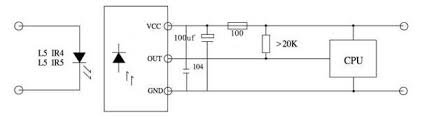 VCC
100uf
100
L5 IR4
L5 IR5
OUT
>20K
CPU
104
GND